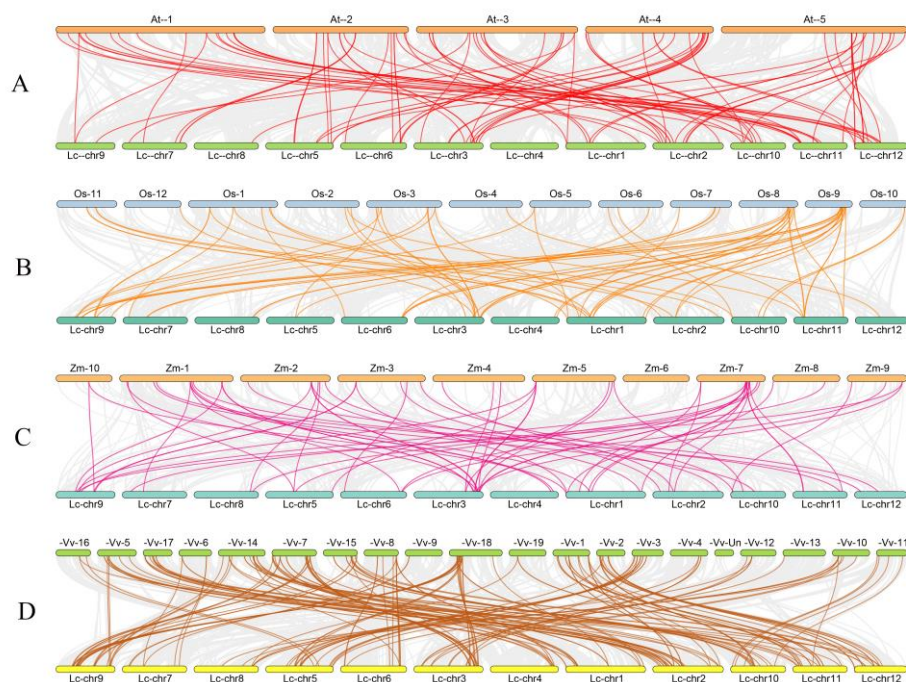 At--1 At--2 At--3 At--4 At--5
A
Lc--chr9 Lc--chr7 Lc--chr8 Lc--chr5 Lc--chr6 Lc--chr3 Lc--chr4 Lc--chr1 Lc--chr2 Lc--chr10 Lc--chr11 Lc--chr12
Os-11 Os-12 Os-1 Os-2 Os-3 Os-4 Os-5 Os-6 Os-7 Os-8 Os-9 Os-10
B
Lc-chr9 Lc-chr7 Lc-chr8 Lc-chr5 Lc-chr6 Lc-chr3 Lc-chr4 Lc-chr1 Lc-chr2 Lc-chr10 Lc-chr11 Lc-chr12
Zm-10 Zm-1 Zm-2 Zm-3 Zm-4 Zm-5 Zm-6 Zm-7 Zm-8 Zm-9
C
Lc-chr9 Lc-chr7 Lc-chr8 Lc-chr5 Lc-chr6 Lc-chr3 Lc-chr4 Lc-chr1 Lc-chr2 Lc-chr10 Lc-chr11 Lc-chr12
-Vv-16 -Vv-5 -Vv-17 -Vv-6 -Vv-14 -Vv-7 -Vv-15 -Vv-8 -Vv-9 -Vv-18 -Vv-19 -Vv-1 -Vv-2 -Vv-3 -Vv-4 -Vv-Un -Vv-12 -Vv-13 -Vv-10 -Vv-11
D
Lc-chr9 Lc-chr7 Lc-chr8 Lc-chr5 Lc-chr6 Lc-chr3 Lc-chr4 Lc-chr1 Lc-chr2 Lc-chr10 Lc-chr11 Lc-chr12